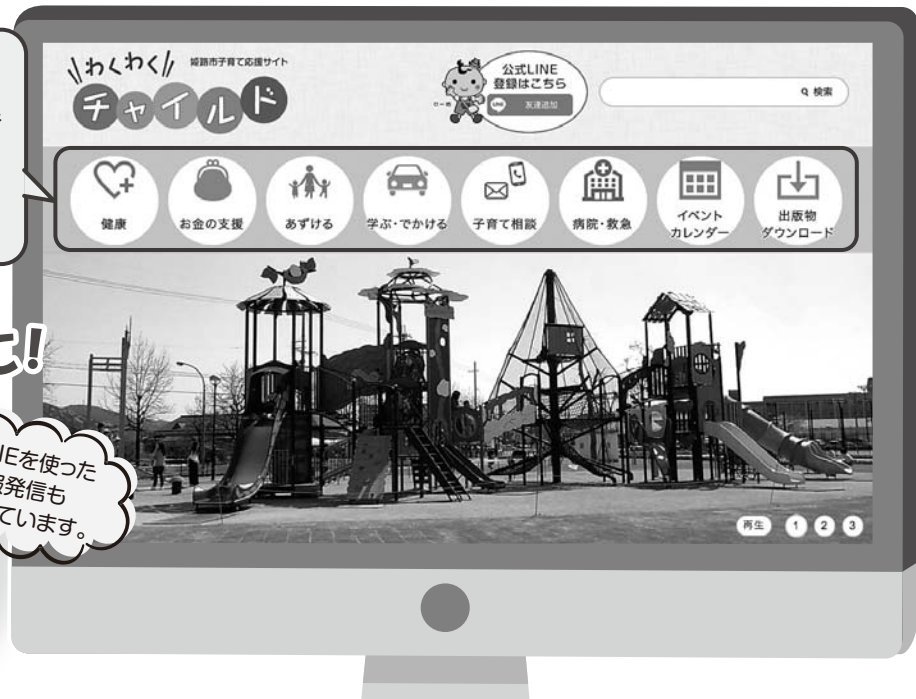 わくわく
姫路市子育て応援サイト
チャイルド
公式LINE
登録はこちら
LINE
友達追加
検索
健康
お金の支援
あずける
学ぶ・でかける
子育て相談
病院・救急
イベント
カレンダー
出版物
ダウンロード
!
NEを使った
報発信も
ています。
再生
1
2
3